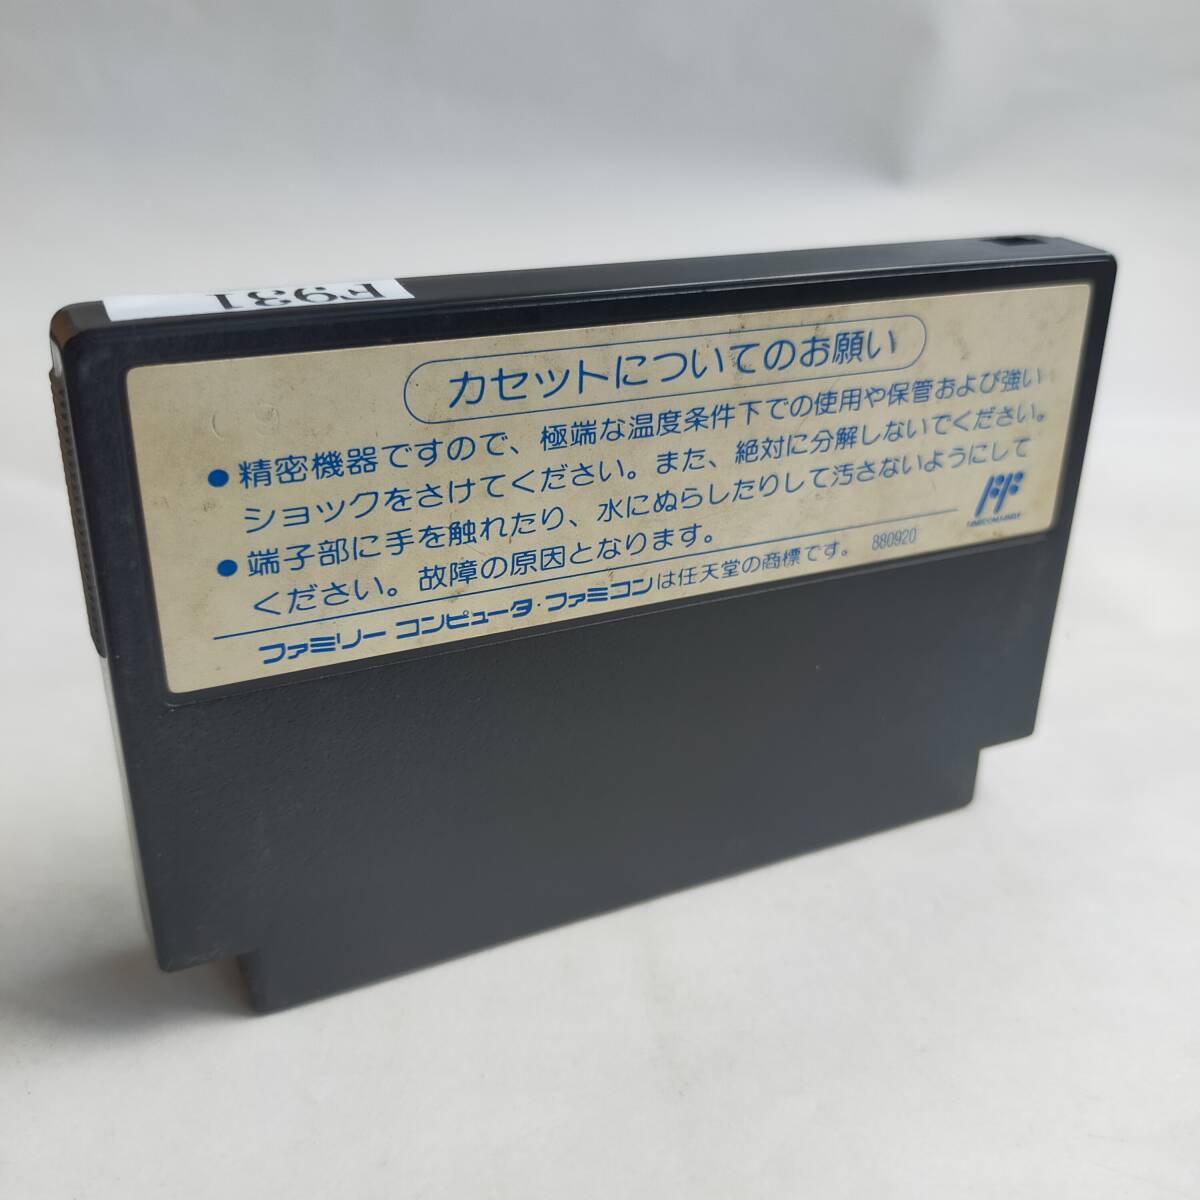 F931
カセットについてのお願い
●精密機器ですので、極端な温度条件下での使用や保管および強い
ショックをさけてください。また、絶対に分解しないでください。
●端子部に手を触れたり、水にぬらしたりして汚さないようにして
ください。故障の原因となります。
FF
ファミリー コンピュータ・ファミコンは任天堂の商標です。 880920